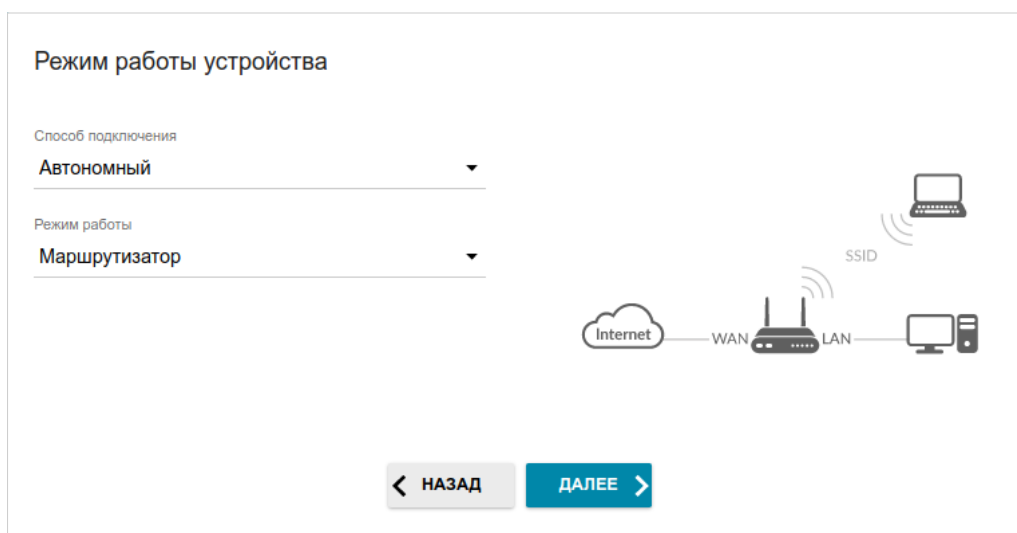 Режим работы устройства
Способ подключения
Автономный
Режим работы
Маршрутизатор
SSID
Internet
WAN
LAN
НАЗАД
ДАЛЕЕ